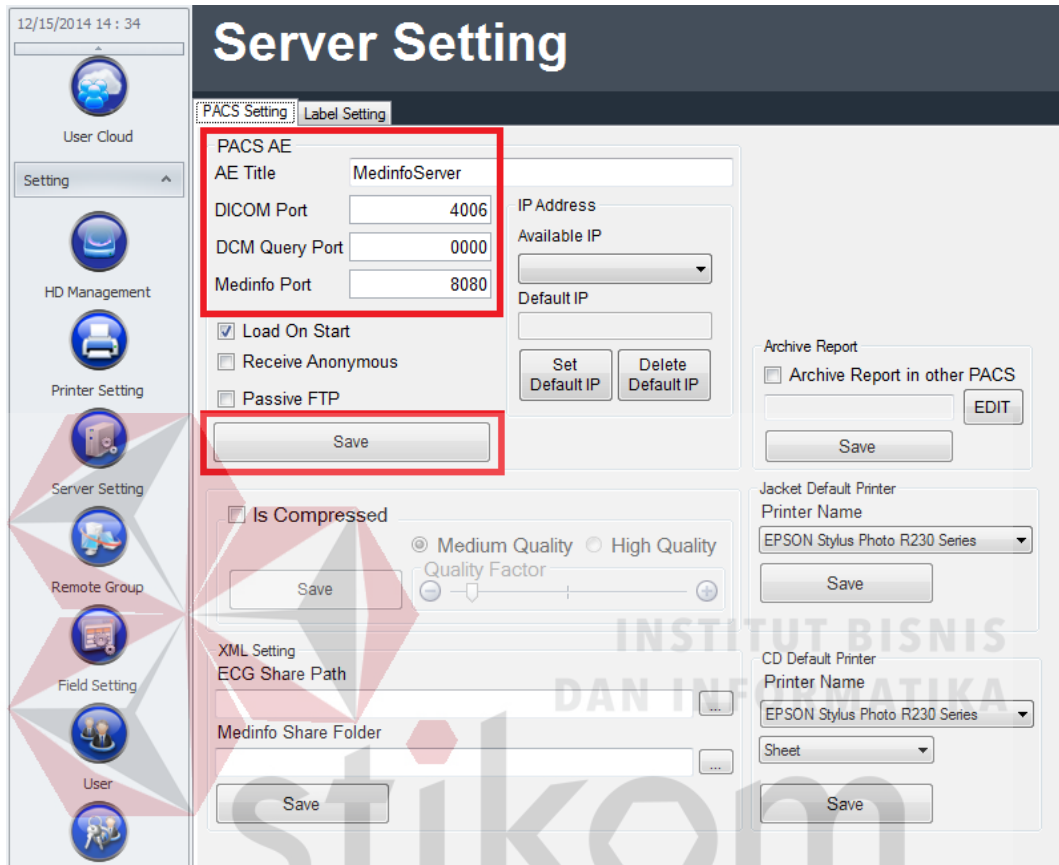 12/15/2014 14 : 34
User Cloud
Setting
HD Management
Printer Setting
Server Setting
Remote Group
Field Setting
User
Server Setting
PACS Setting
Label Setting
PACS AE
AE Title
MedinfoServer
DICOM Port
4006
DCM Query Port
0000
Medinfo Port
8080
Load On Start
Receive Anonymous
Passive FTP
Save
IP Address
Available IP
Default IP
Set
Default IP
Delete
Default IP
Archive Report
Archive Report in other PACS
EDIT
Save
Is Compressed
Medium Quality
High Quality
Save
Quality Factor
Jacket Default Printer
Printer Name
EPSON Stylus Photo R230 Series
Save
XML Setting
ECG Share Path
...
Medinfo Share Folder
...
Save
CD Default Printer
Printer Name
EPSON Stylus Photo R230 Series
Sheet
Save
INSTITUT BISNIS
DAN INFORMATIKA
stikom